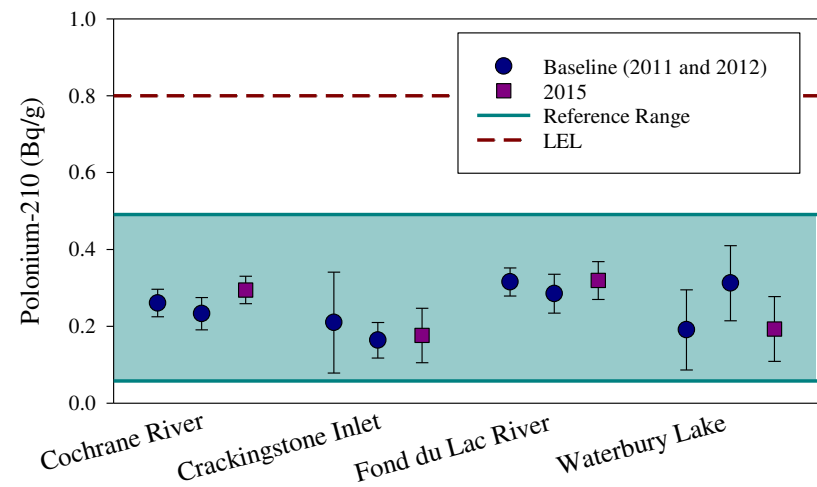 Polonium-210 (Bq/g)
1.0
0.8
0.6
0.4
0.2
0.0
Baseline (2011 and 2012)
2015
Reference Range
LEL
Cochrane River
Crackingstone Inlet
Fond du Lac River
Waterbury Lake